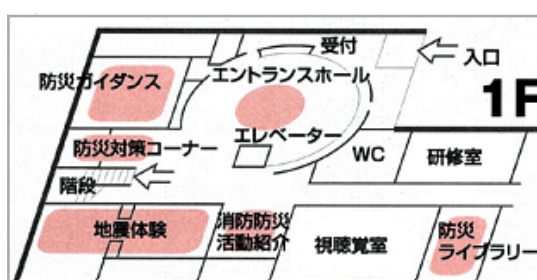 受付
入口
防災ガイダンス
エントランスホール
1F
エレベーター
防災対策コーナー
WC
研修室
階段
地震体験
消防防災
活動紹介
視聴覚室
防災
ライブラリー